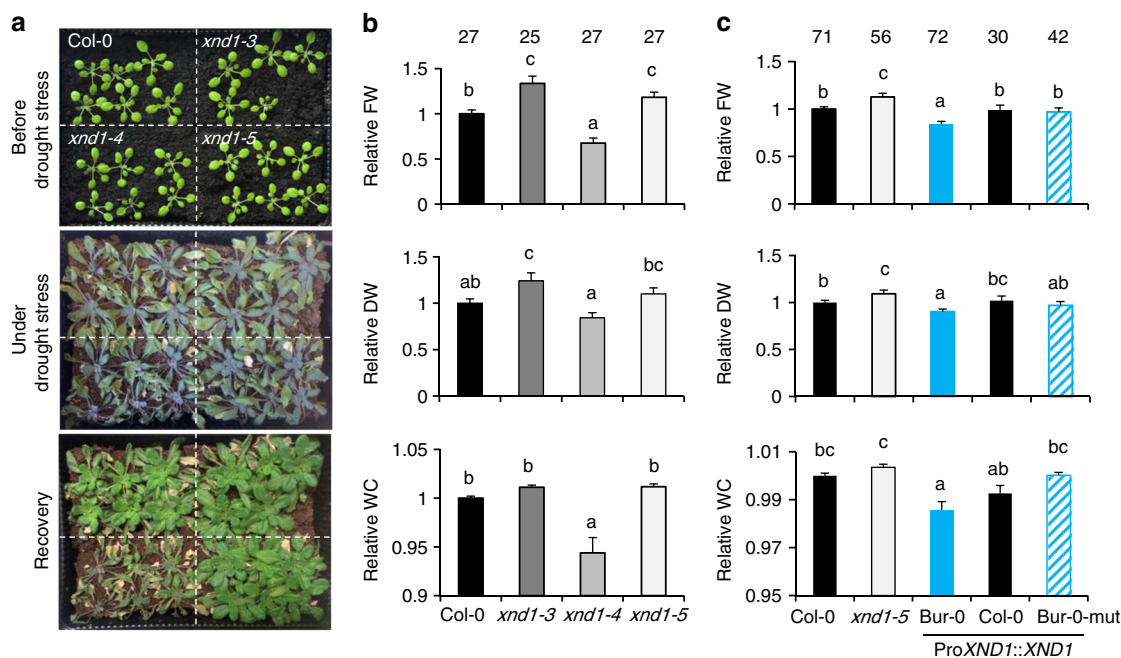 a
Before drought stress
Col-0
xnd1-3
xnd1-4
xnd1-5
Under drought stress
Recovery
b
27 25 27 27
Relative FW
1.5
1
0.5
0
b c a c
Relative DW
1.5
1
0.5
0
ab c a bc
Relative WC
1.05
1
0.95
0.9
b b a b
Col-0 xnd1-3 xnd1-4 xnd1-5
c
71 56 72 30 42
Relative FW
1.5
1
0.5
0
b c a b b
Relative DW
1.5
1
0.5
0
b c a bc ab
Relative WC
1.01
0.99
0.97
0.95
bc c a ab bc
Col-0 xnd1-5 Bur-0 Col-0 Bur-0-mut
ProXND1::XND1